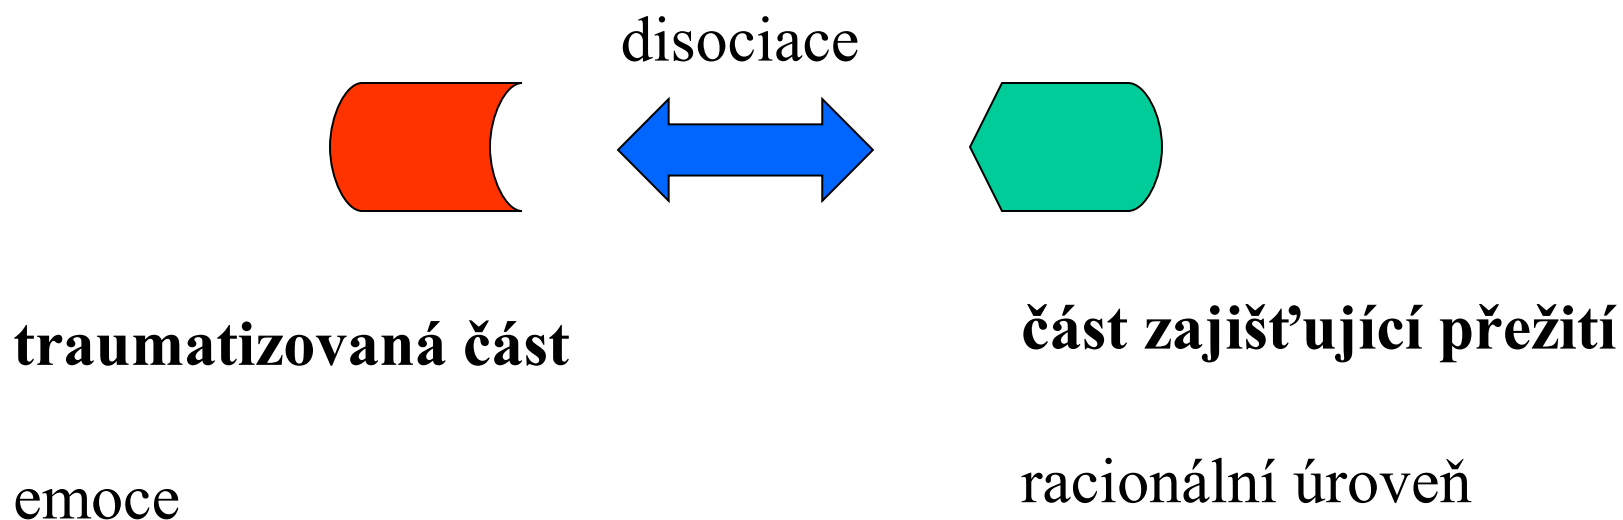 disociace
traumatizovaná část
část zajišťující přežití
emoce
racionální úroveň